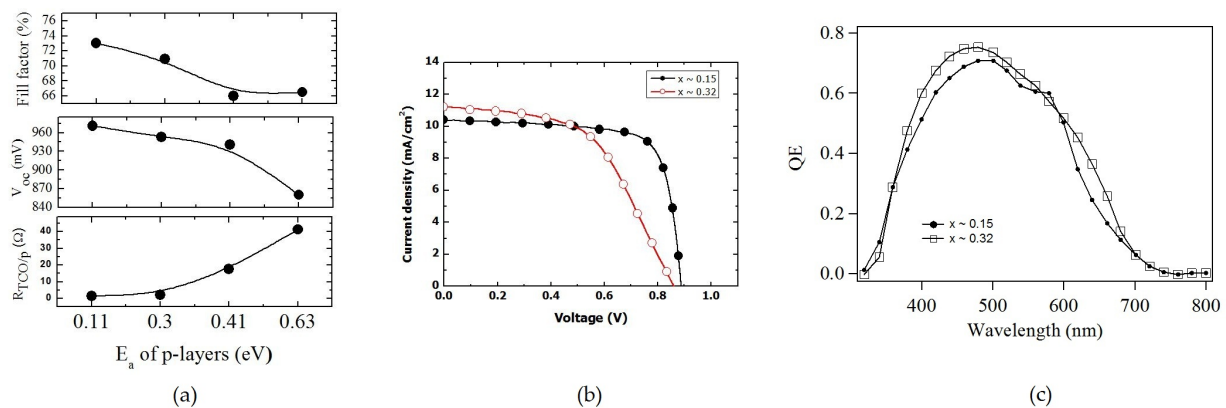 Fill factor (%)
76
74
72
70
68
66
V_oc (mV)
960
930
900
870
840
R_TCO/p (Ω)
40
30
20
10
0
0.11 0.3 0.41 0.63
E_a of p-layers (eV)
(a)
Current density (mA/cm²)
14
12
10
8
6
4
2
0
x ~ 0.15
x ~ 0.32
0.0 0.2 0.4 0.6 0.8 1.0
Voltage (V)
(b)
QE
0.8
0.6
0.4
0.2
0.0
x ~ 0.15
x ~ 0.32
400 500 600 700 800
Wavelength (nm)
(c)